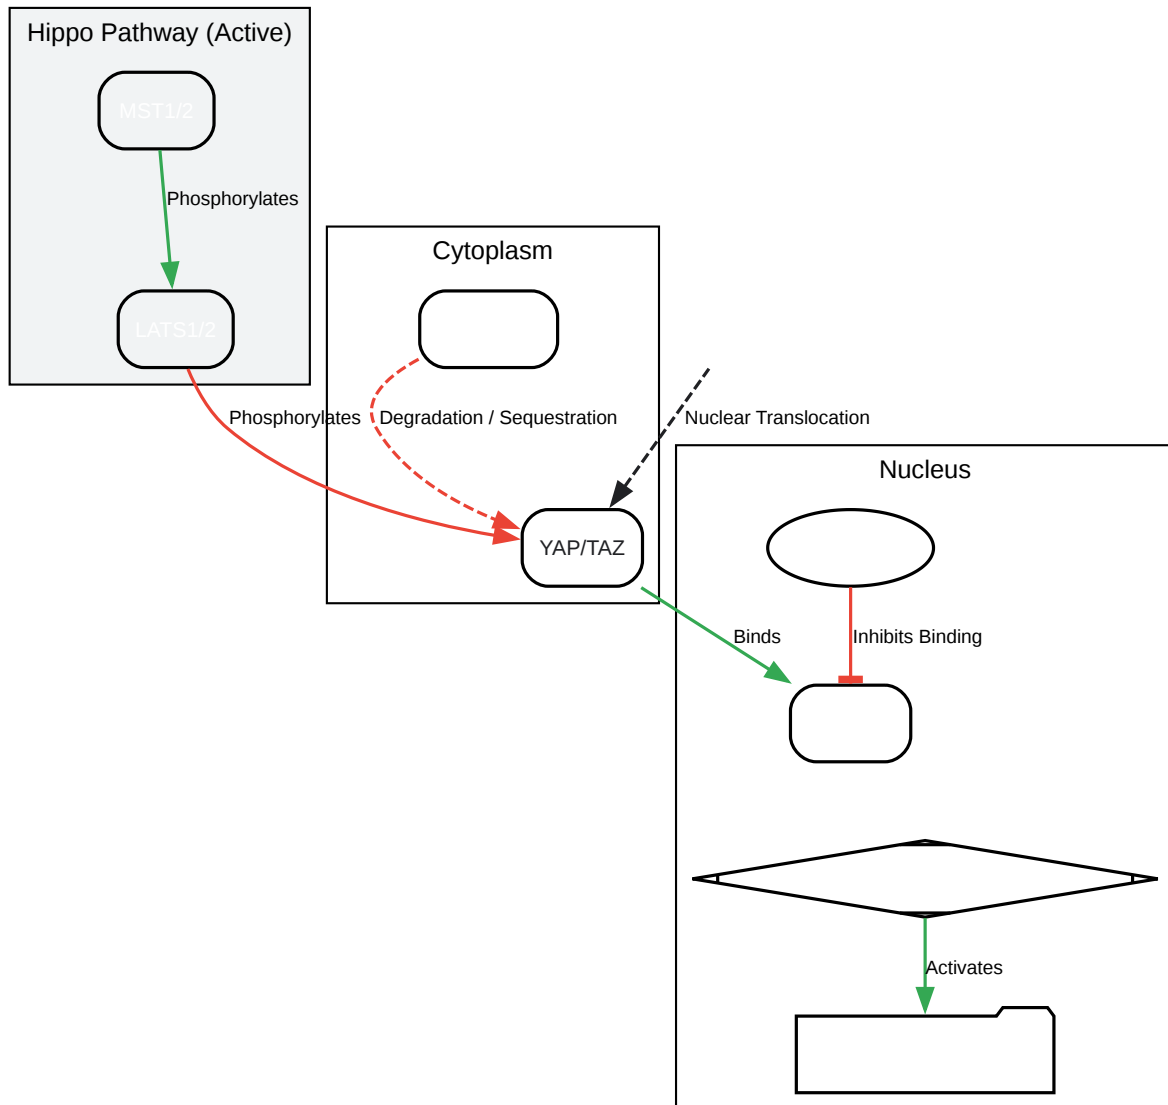 Hippo Pathway (Active)
MST1/2
Phosphorylates
Cytoplasm
LATS1/2
Phosphorylates
Degradation / Sequestration
Nuclear Translocation
Nucleus
YAP/TAZ
Binds
Inhibits Binding
Activates